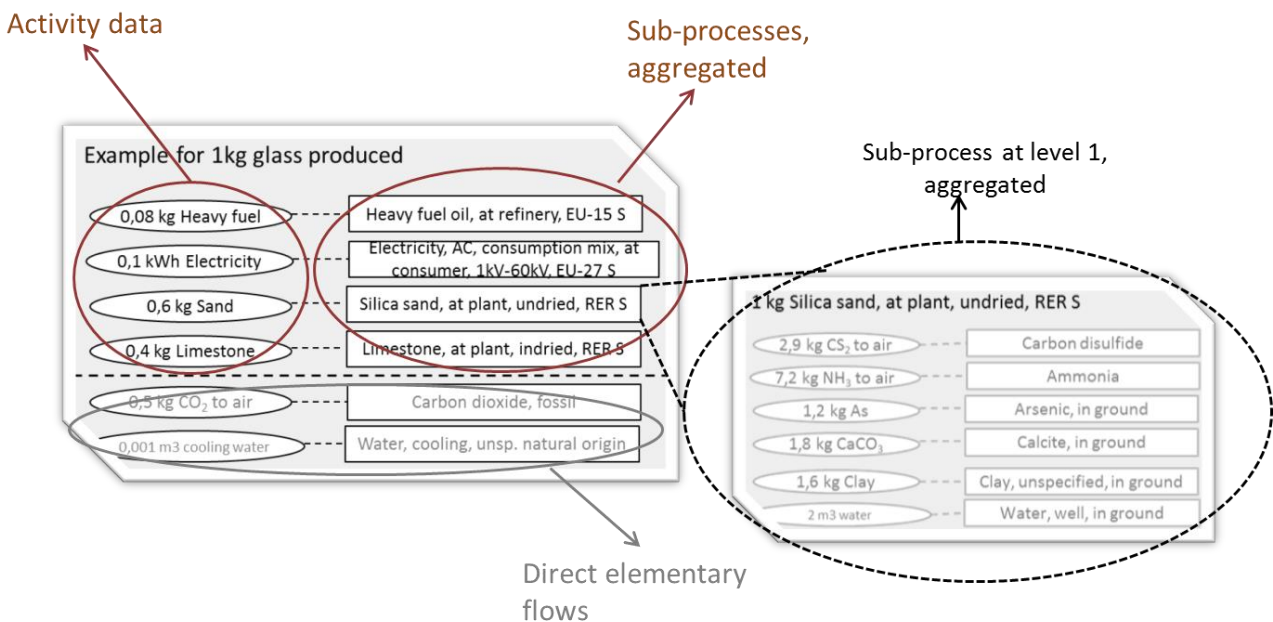 Activity data
Sub-processes,
aggregated
Example for 1kg glass produced
0,08 kg Heavy fuel
Heavy fuel oil, at refinery, EU-15 S
0,1 kWh Electricity
Electricity, AC, consumption mix, at
consumer, 1kV-60kV, EU-27 S
0,6 kg Sand
Silica sand, at plant, undried, RER S
0,4 kg Limestone
Limestone, at plant, indried, RER S
0,5 kg CO₂ to air
Carbon dioxide, fossil
0,001 m3 cooling water
Water, cooling, unsp. natural origin
Direct elementary
flows
Sub-process at level 1,
aggregated
1 kg Silica sand, at plant, undried, RER S
2,9 kg CS₂ to air
Carbon disulfide
7,2 kg NH₃ to air
Ammonia
1,2 kg As
Arsenic, in ground
1,8 kg CaCO₃
Calcite, in ground
1,6 kg Clay
Clay, unspecified, in ground
2 m3 water
Water, well, in ground